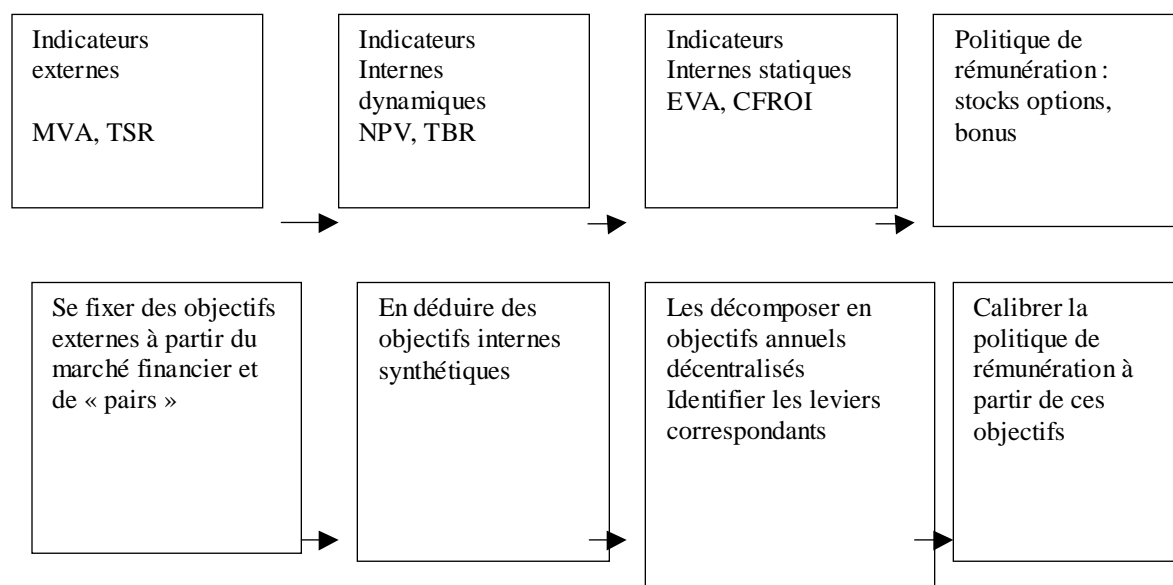 Indicateurs
externes
MVA, TSR
Indicateurs
Internes
dynamiques
NPV, TBR
Indicateurs
Internes statiques
EVA, CFROI
Politique de
rémunération :
stocks options,
bonus
Se fixer des objectifs
externes à partir du
marché financier et
de « pairs »
En déduire des
objectifs internes
synthétiques
Les décomposer en
objectifs annuels
décentralisés
Identifier les leviers
correspondants
Calibrer la
politique de
rémunération à
partir de ces
objectifs